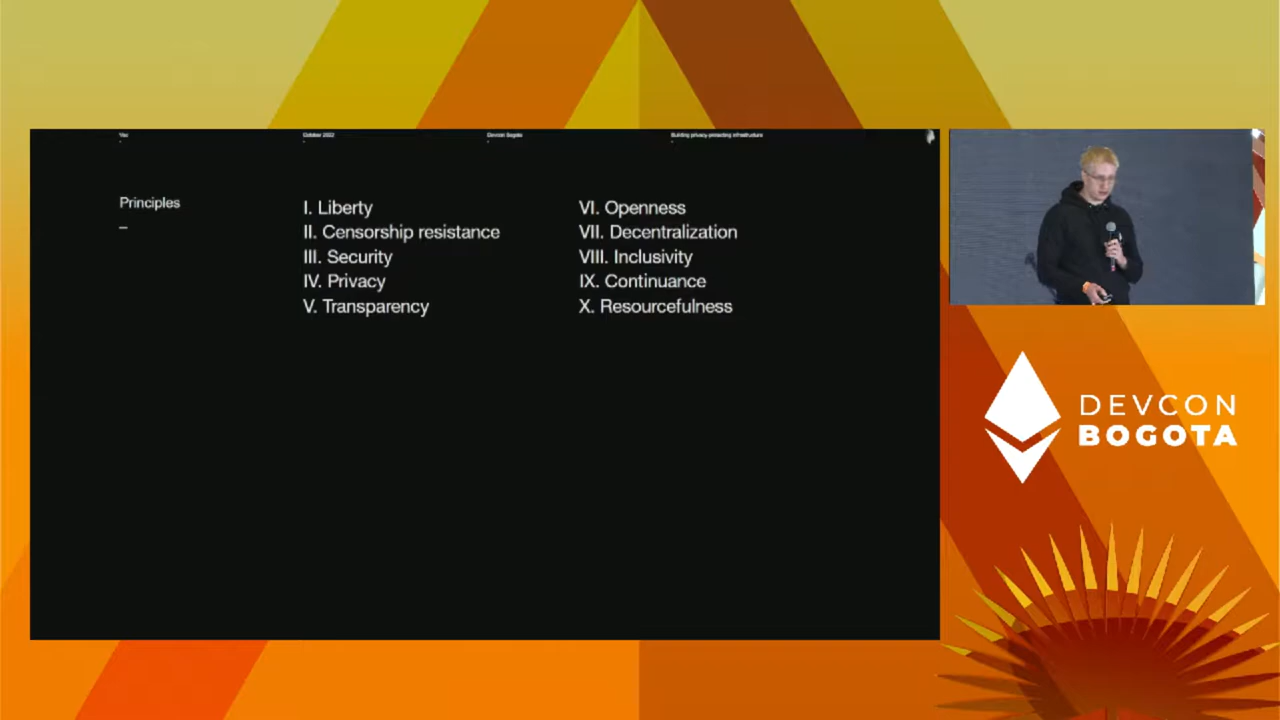 October 2022
Devcon Bogota
Building privacy-protecting infrastructure
Principles
–
I. Liberty
II. Censorship resistance
III. Security
IV. Privacy
V. Transparency
VI. Openness
VII. Decentralization
VIII. Inclusivity
IX. Continuance
X. Resourcefulness
DEVCON
BOGOTA